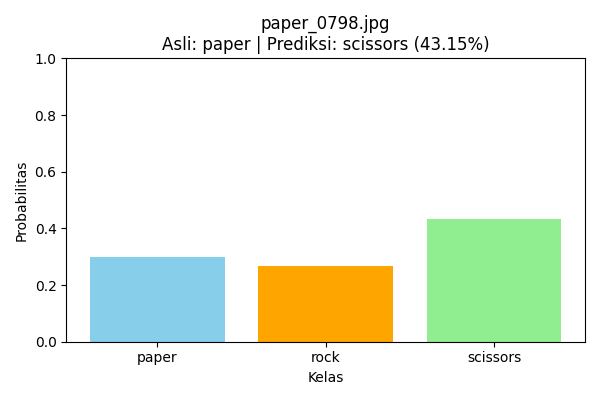 paper_0798.jpg
Asli: paper | Prediksi: scissors (43.15%)
1.0
0.8
0.6
0.4
0.2
0.0
Probabilitas
paper
rock
scissors
Kelas